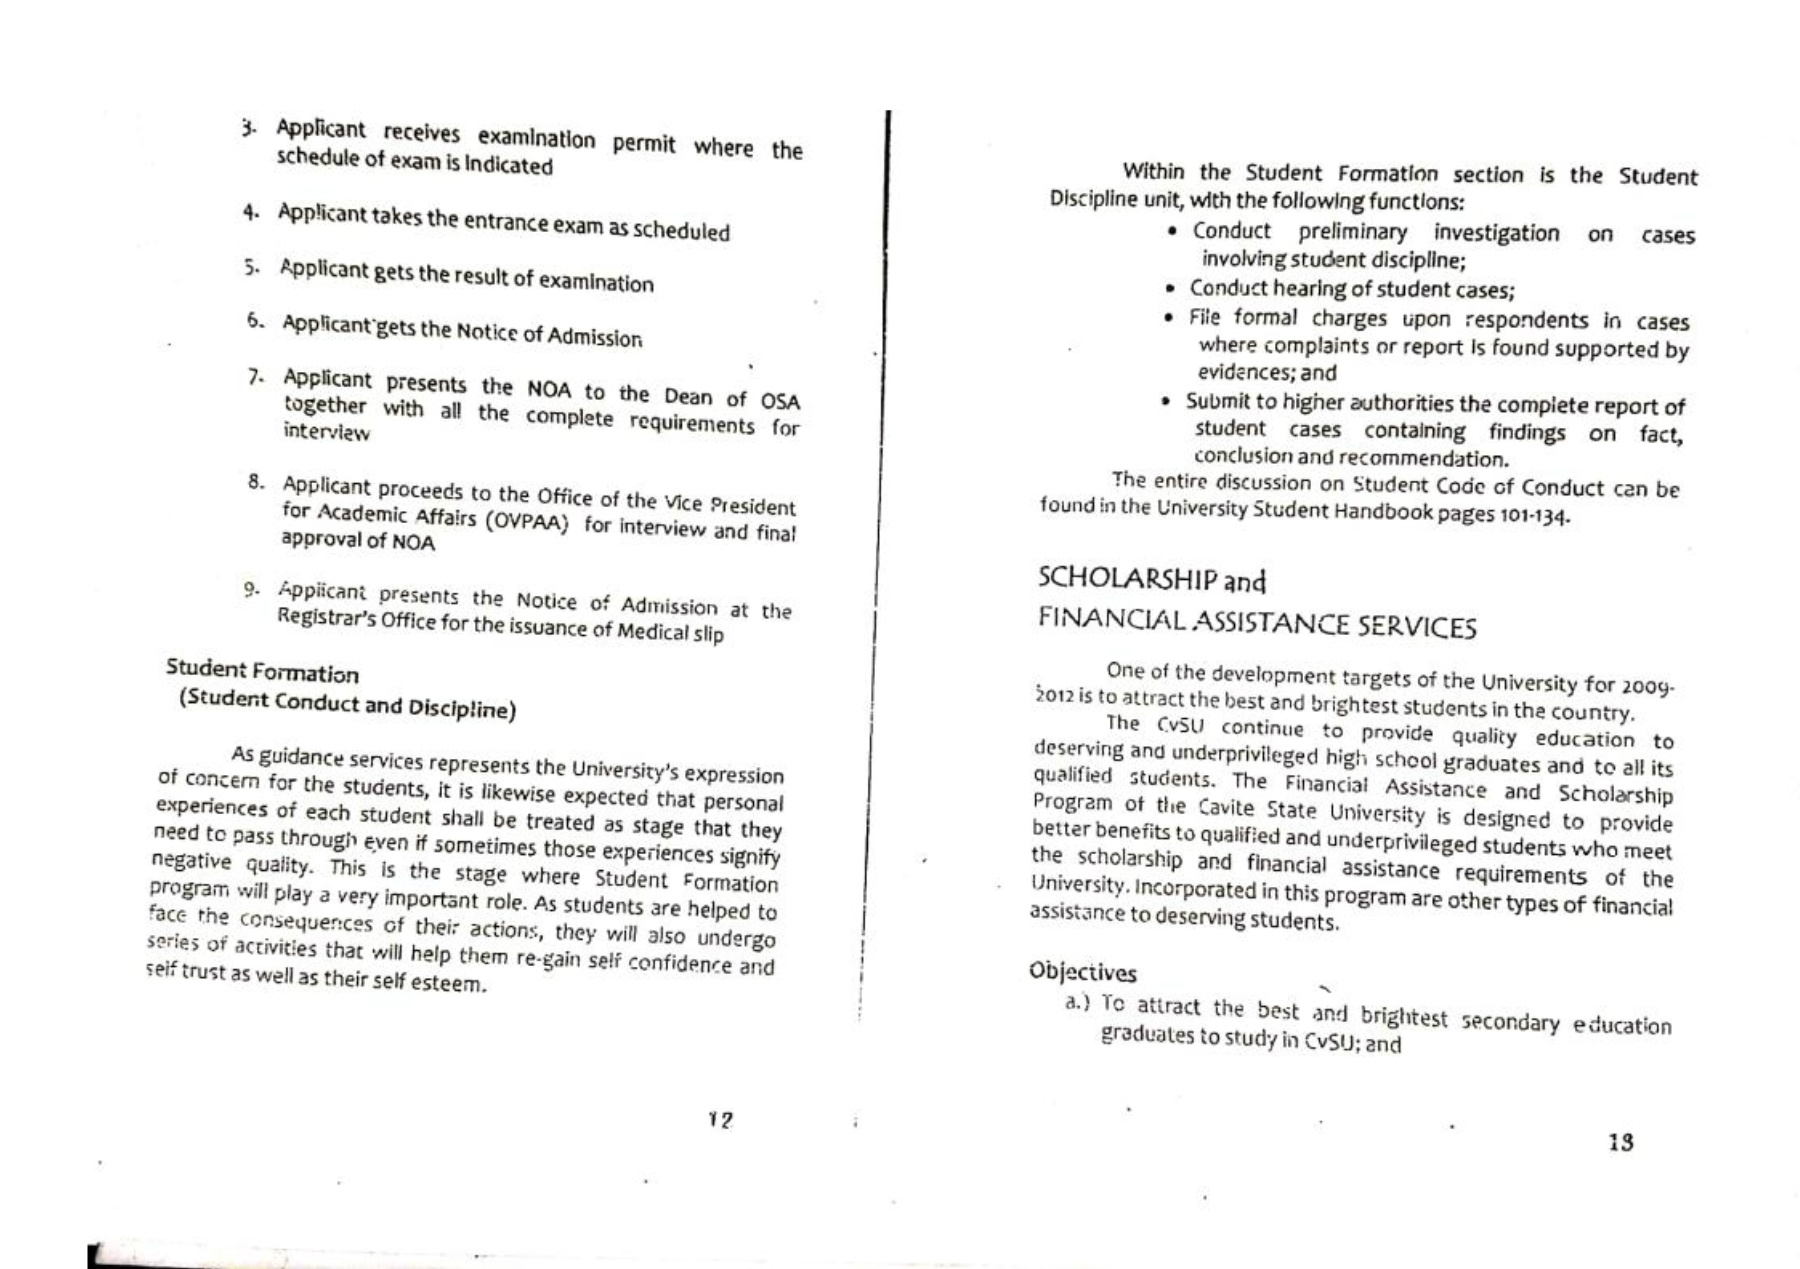 3. Applicant receives examination permit where the
schedule of exam is indicated
4. Applicant takes the entrance exam as scheduled
5. Applicant gets the result of examination
6. Applicant gets the Notice of Admission
7. Applicant presents the NOA to the Dean of OSA
together with all the complete requirements for
interview
8. Applicant proceeds to the Office of the Vice President
for Academic Affairs (OVPAA) for interview and final
approval of NOA
9. Applicant presents the Notice of Admission at the
Registrar's Office for the issuance of Medical slip
Student Formation
(Student Conduct and Discipline)
As guidance services represents the University's expression
of concern for the students, it is likewise expected that personal
experiences of each student shall be treated as stage that they
need to pass through even if sometimes those experiences signify
negative quality. This is the stage where Student Formation
program will play a very important role. As students are helped to
face the consequences of their actions, they will also undergo
series of activities that will help them re-gain self confidence and
self trust as well as their self esteem.
12
Within the Student Formation section is the Student
Discipline unit, with the following functions:
• Conduct preliminary investigation on cases
involving student discipline;
• Conduct hearing of student cases;
• File formal charges upon respondents in cases
where complaints or report is found supported by
evidences; and
• Submit to higher authorities the complete report of
student cases containing findings on fact,
conclusion and recommendation.
The entire discussion on Student Code of Conduct can be
found in the University Student Handbook pages 101-134.
SCHOLARSHIP and
FINANCIAL ASSISTANCE SERVICES
One of the development targets of the University for 2009-
2012 is to attract the best and brightest students in the country.
The CvSU continue to provide quality education to
deserving and underprivileged high school graduates and to all its
qualified students. The Financial Assistance and Scholarship
Program of the Cavite State University is designed to provide
better benefits to qualified and underprivileged students who meet
the scholarship and financial assistance requirements of the
University. Incorporated in this program are other types of financial
assistance to deserving students.
Objectives
a.) To attract the best and brightest secondary education
graduates to study in CvSU; and
13